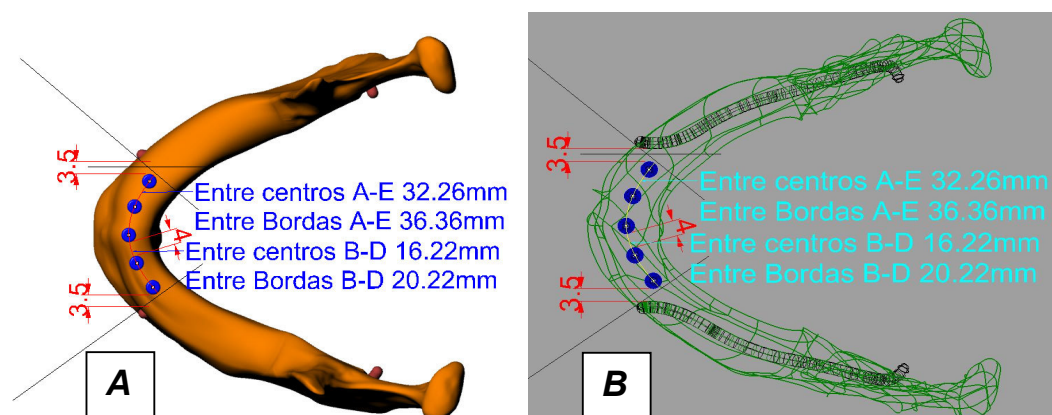 3.5
Entre centros A-E 32.26mm
Entre Bordas A-E 36.36mm
4
Entre centros B-D 16.22mm
Entre Bordas B-D 20.22mm
3.5
A
3.5
Entre centros A-E 32.26mm
Entre Bordas A-E 36.36mm
4
Entre centros B-D 16.22mm
Entre Bordas B-D 20.22mm
3.5
B